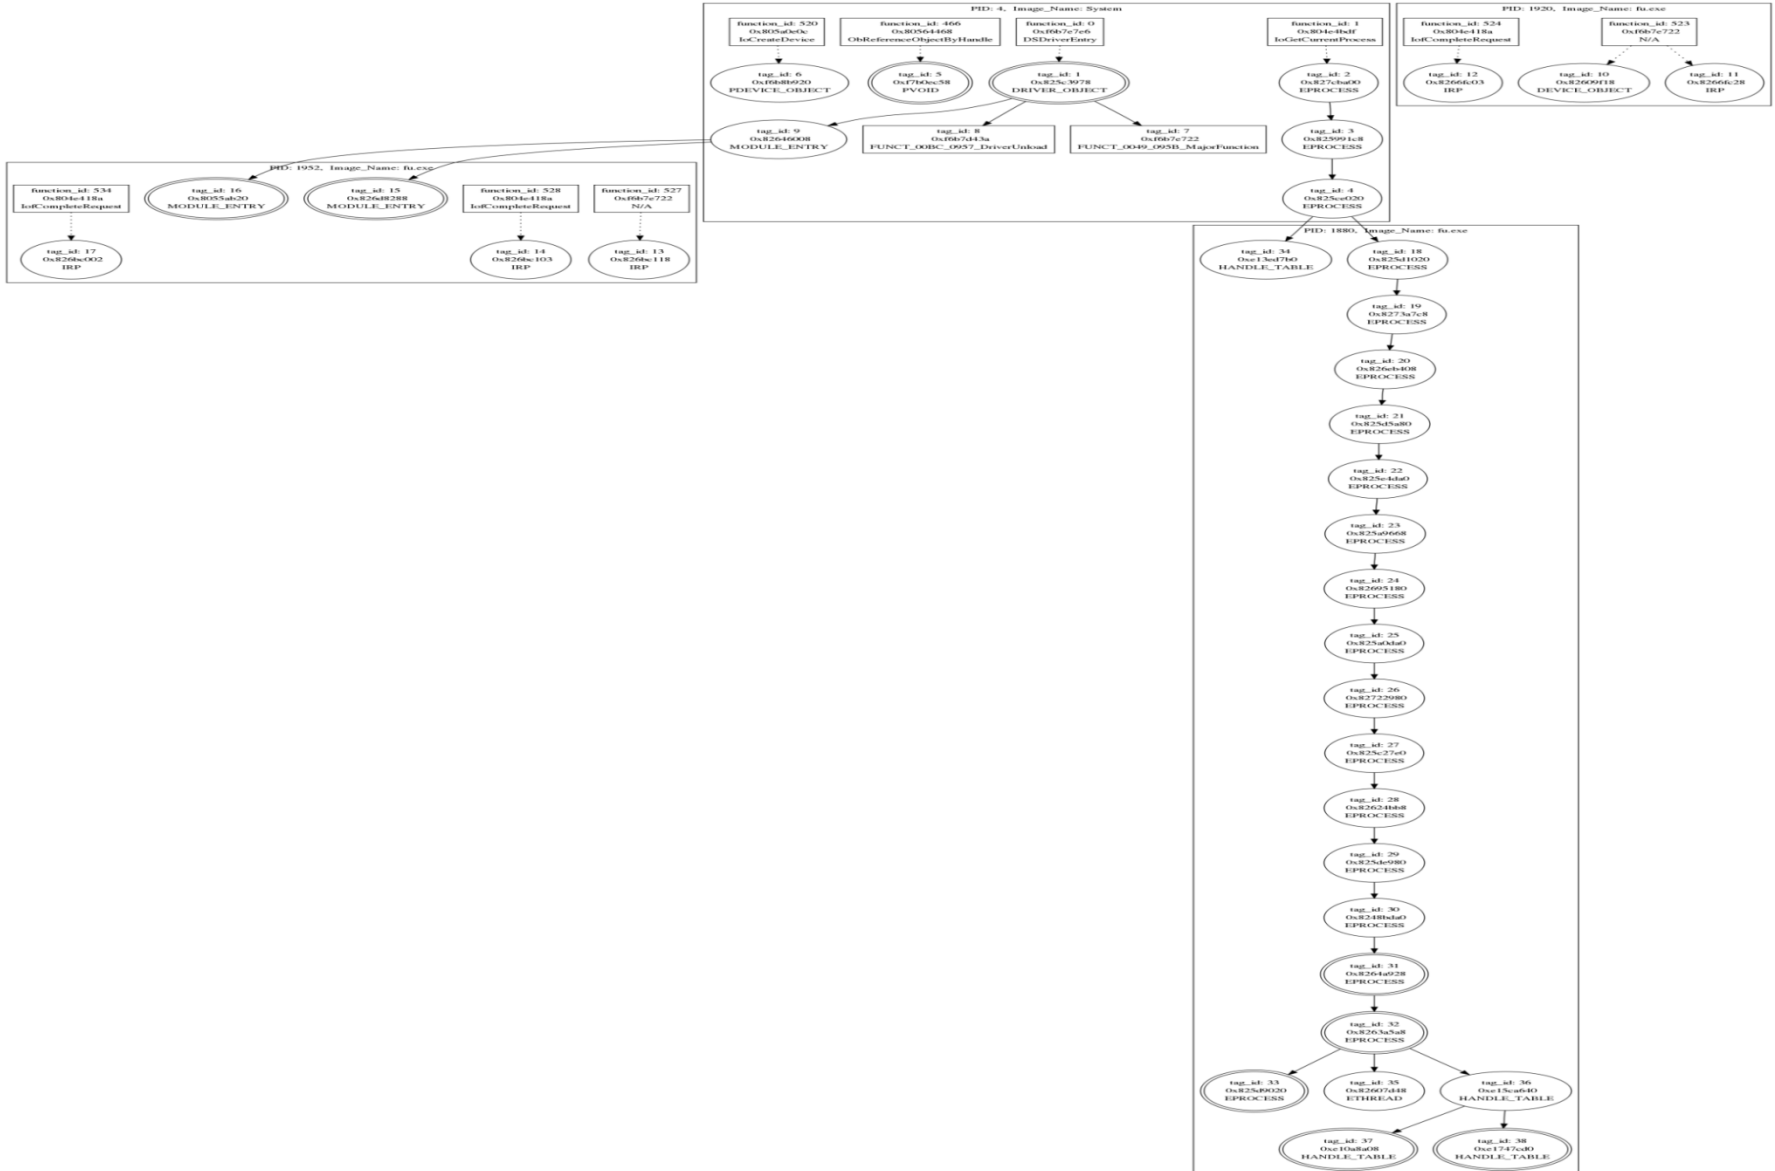 PID: 4, Image_Name: System
function_id: 520
0x805a0e0c
IoCreateDevice
function_id: 466
0x80564468
ObReferenceObjectByHandle
function_id: 0
0xf6b7e7e6
DSDriverEntry
function_id: 1
0x804e4bdf
IoGetCurrentProcess
tag_id: 6
0xf6b8b920
PDEVICE_OBJECT
tag_id: 5
0xf7b0ec58
PVOID
tag_id: 1
0x825c3978
DRIVER_OBJECT
tag_id: 2
0x827cba00
EPROCESS
tag_id: 9
0x82646008
MODULE_ENTRY
tag_id: 8
0xf6b7d43a
FUNCT_00BC_0957_DriverUnload
tag_id: 7
0xf6b7e722
FUNCT_0049_095B_MajorFunction
tag_id: 3
0x825991c8
EPROCESS
tag_id: 4
0x825ce020
EPROCESS
PID: 1920, Image_Name: fu.exe
function_id: 524
0x804e418a
IofCompleteRequest
function_id: 523
0xf6b7e722
N/A
tag_id: 12
0x8266fc03
IRP
tag_id: 10
0x82609f18
DEVICE_OBJECT
tag_id: 11
0x8266fc28
IRP
PID: 1952, Image_Name: fu.exe
function_id: 534
0x804e418a
IofCompleteRequest
tag_id: 16
0x8055ab20
MODULE_ENTRY
tag_id: 15
0x826d8288
MODULE_ENTRY
function_id: 528
0x804e418a
IofCompleteRequest
function_id: 527
0xf6b7e722
N/A
tag_id: 17
0x826bc002
IRP
tag_id: 14
0x826bc103
IRP
tag_id: 13
0x826bc118
IRP
PID: 1880, Image_Name: fu.exe
tag_id: 34
0xe13ed7b0
HANDLE_TABLE
tag_id: 18
0x825d1020
EPROCESS
tag_id: 19
0x8273a7c8
EPROCESS
tag_id: 20
0x826eb408
EPROCESS
tag_id: 21
0x825d5a80
EPROCESS
tag_id: 22
0x825e4da0
EPROCESS
tag_id: 23
0x825a9668
EPROCESS
tag_id: 24
0x82695180
EPROCESS
tag_id: 25
0x825a0da0
EPROCESS
tag_id: 26
0x82722980
EPROCESS
tag_id: 27
0x825c27e0
EPROCESS
tag_id: 28
0x82624bb8
EPROCESS
tag_id: 29
0x825de980
EPROCESS
tag_id: 30
0x8248bda0
EPROCESS
tag_id: 31
0x8264a928
EPROCESS
tag_id: 32
0x8263a5a8
EPROCESS
tag_id: 33
0x825d9020
EPROCESS
tag_id: 35
0x82607d48
ETHREAD
tag_id: 36
0xe15ca640
HANDLE_TABLE
tag_id: 37
0xe10a8a08
HANDLE_TABLE
tag_id: 38
0xe1747cd0
HANDLE_TABLE